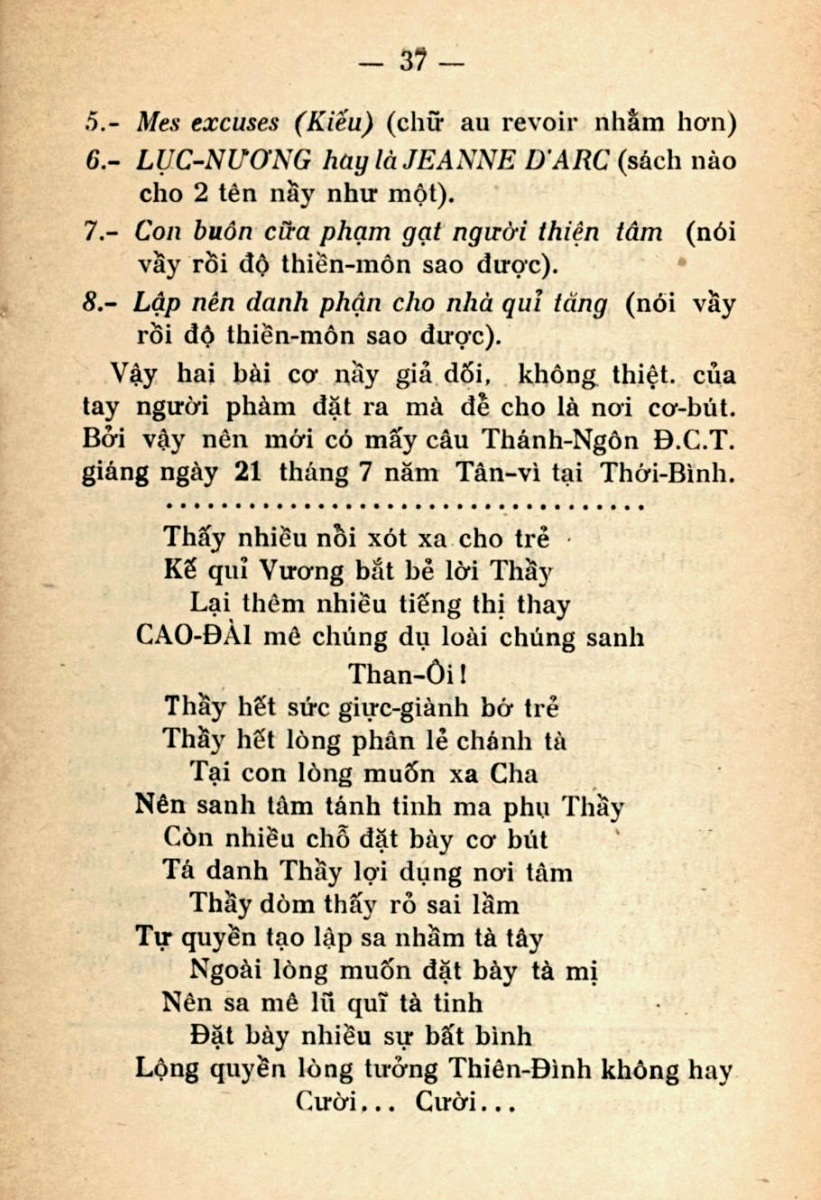 — 37 —
5.- Mes excuses (Kiếu) (chữ au revoir nhằm hơn)
6.- LỤC-NƯƠNG hay là JEANNE D'ARC (sách nào
cho 2 tên nầy như một).
7.- Con buôn cữa phạm gạt người thiện tâm (nói
vầy rồi độ thiền-môn sao được).
8.- Lập nên danh phận cho nhà quỉ tăng (nói vầy
rồi độ thiền-môn sao được).
Vậy hai bài cơ nầy giả dối, không thiệt. của
tay người phàm đặt ra mà để cho là nơi cơ-bút.
Bởi vậy nên mới có mấy câu Thánh-Ngôn Đ.C.T.
giáng ngày 21 tháng 7 năm Tân-vì tại Thới-Bình.
...................................
Thấy nhiều nồi xót xa cho trẻ
Kế quỉ Vương bắt bẻ lời Thầy
Lại thêm nhiều tiếng thị thay
CAO-ĐÀI mê chúng dụ loài chúng sanh
Than-Ôi!
Thầy hết sức giực-giành bớ trẻ
Thầy hết lòng phân lẻ chánh tà
Tại con lòng muốn xa Cha
Nên sanh tâm tánh tinh ma phụ Thầy
Còn nhiều chỗ đặt bày cơ bút
Tá danh Thầy lợi dụng nơi tâm
Thầy dòm thấy rỏ sai lầm
Tự quyền tạo lập sa nhầm tà tây
Ngoài lòng muốn đặt bày tà mị
Nên sa mê lũ quĩ tà tinh
Đặt bày nhiều sự bất bình
Lộng quyền lòng tưởng Thiên-Đình không hay
Cười... Cười...